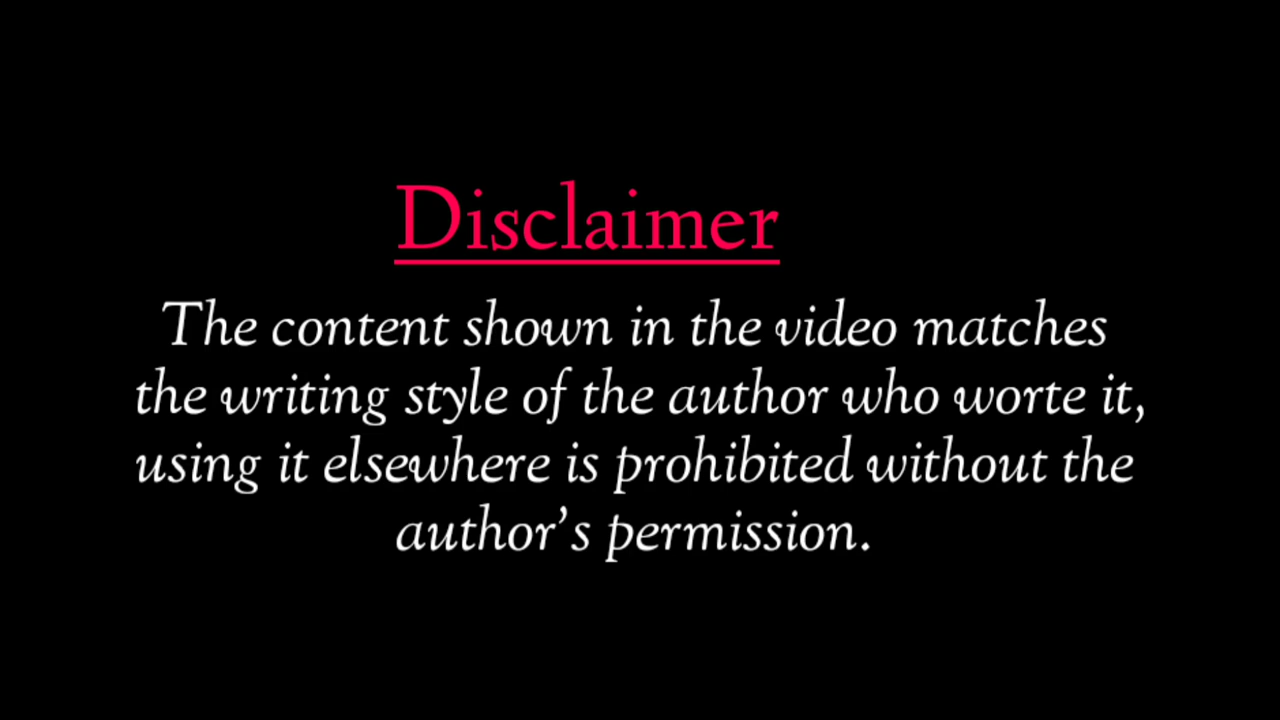 Disclaimer
The content shown in the video matches
the writing style of the author who worte it,
using it elsewhere is prohibited without the
author's permission.